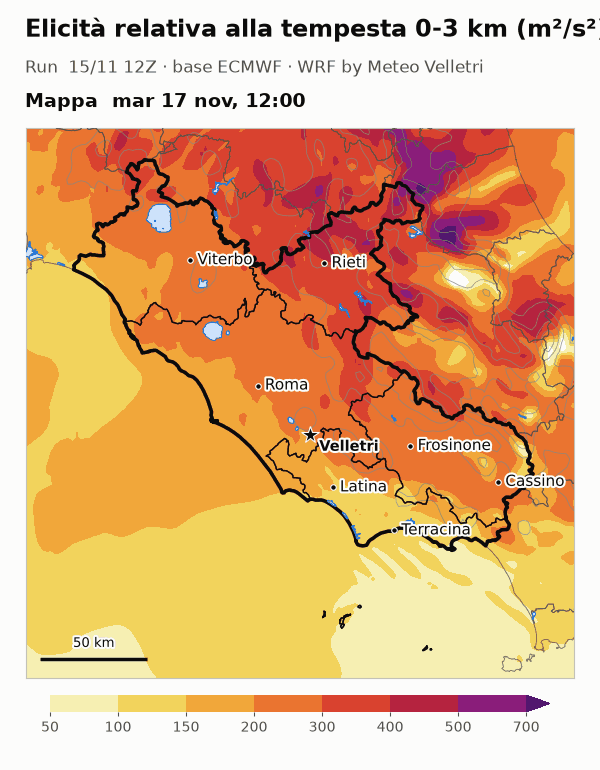 Elicità relativa alla tempesta 0-3 km (m²/s²)
Run 15/11 12Z · base ECMWF · WRF by Meteo Velletri
Mappa mar 17 nov, 12:00
Viterbo
Rieti
Roma
Velletri
Frosinone
Cassino
Latina
Terracina
50 km
50 100 150 200 300 400 500 700